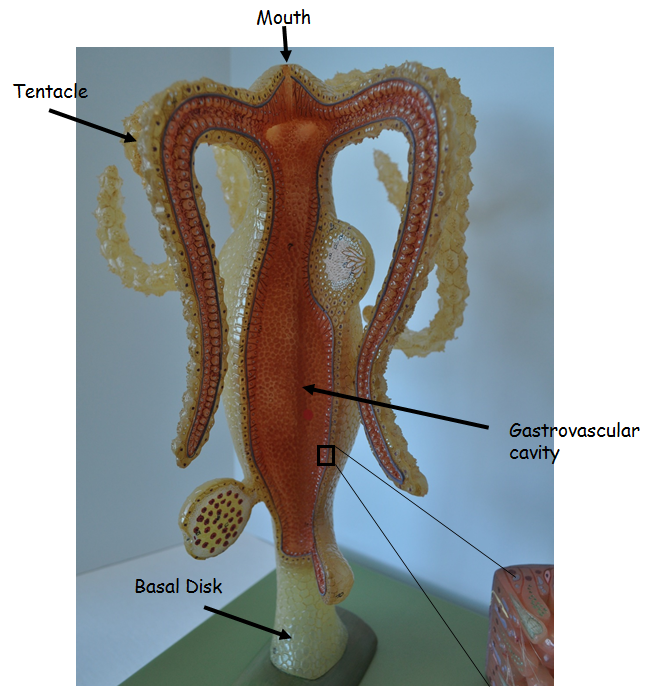 Mouth
Tentacle
Gastrovascular
cavity
Basal Disk